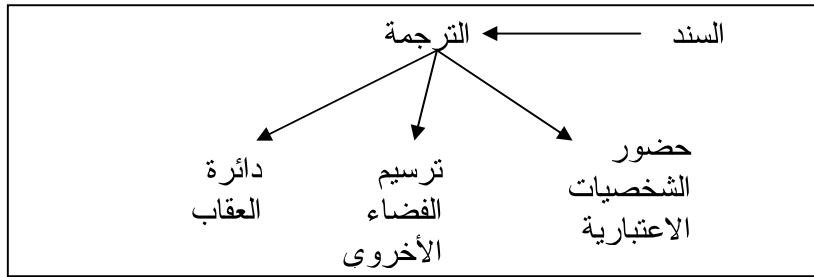 السند
الترجمة
حضور
الشخصيات
الاعتبارية
ترسيم
الفضاء
الأخروي
دائرة
العقاب